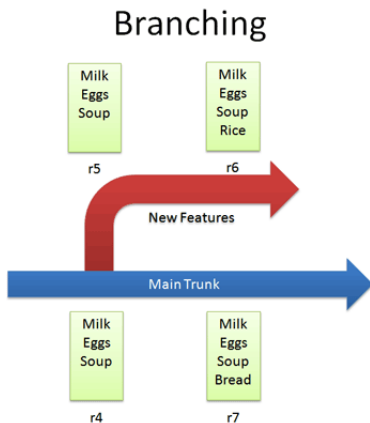 Branching
Milk
Eggs
Soup
r5
Milk
Eggs
Soup
Rice
r6
New Features
Main Trunk
Milk
Eggs
Soup
r4
Milk
Eggs
Soup
Bread
r7